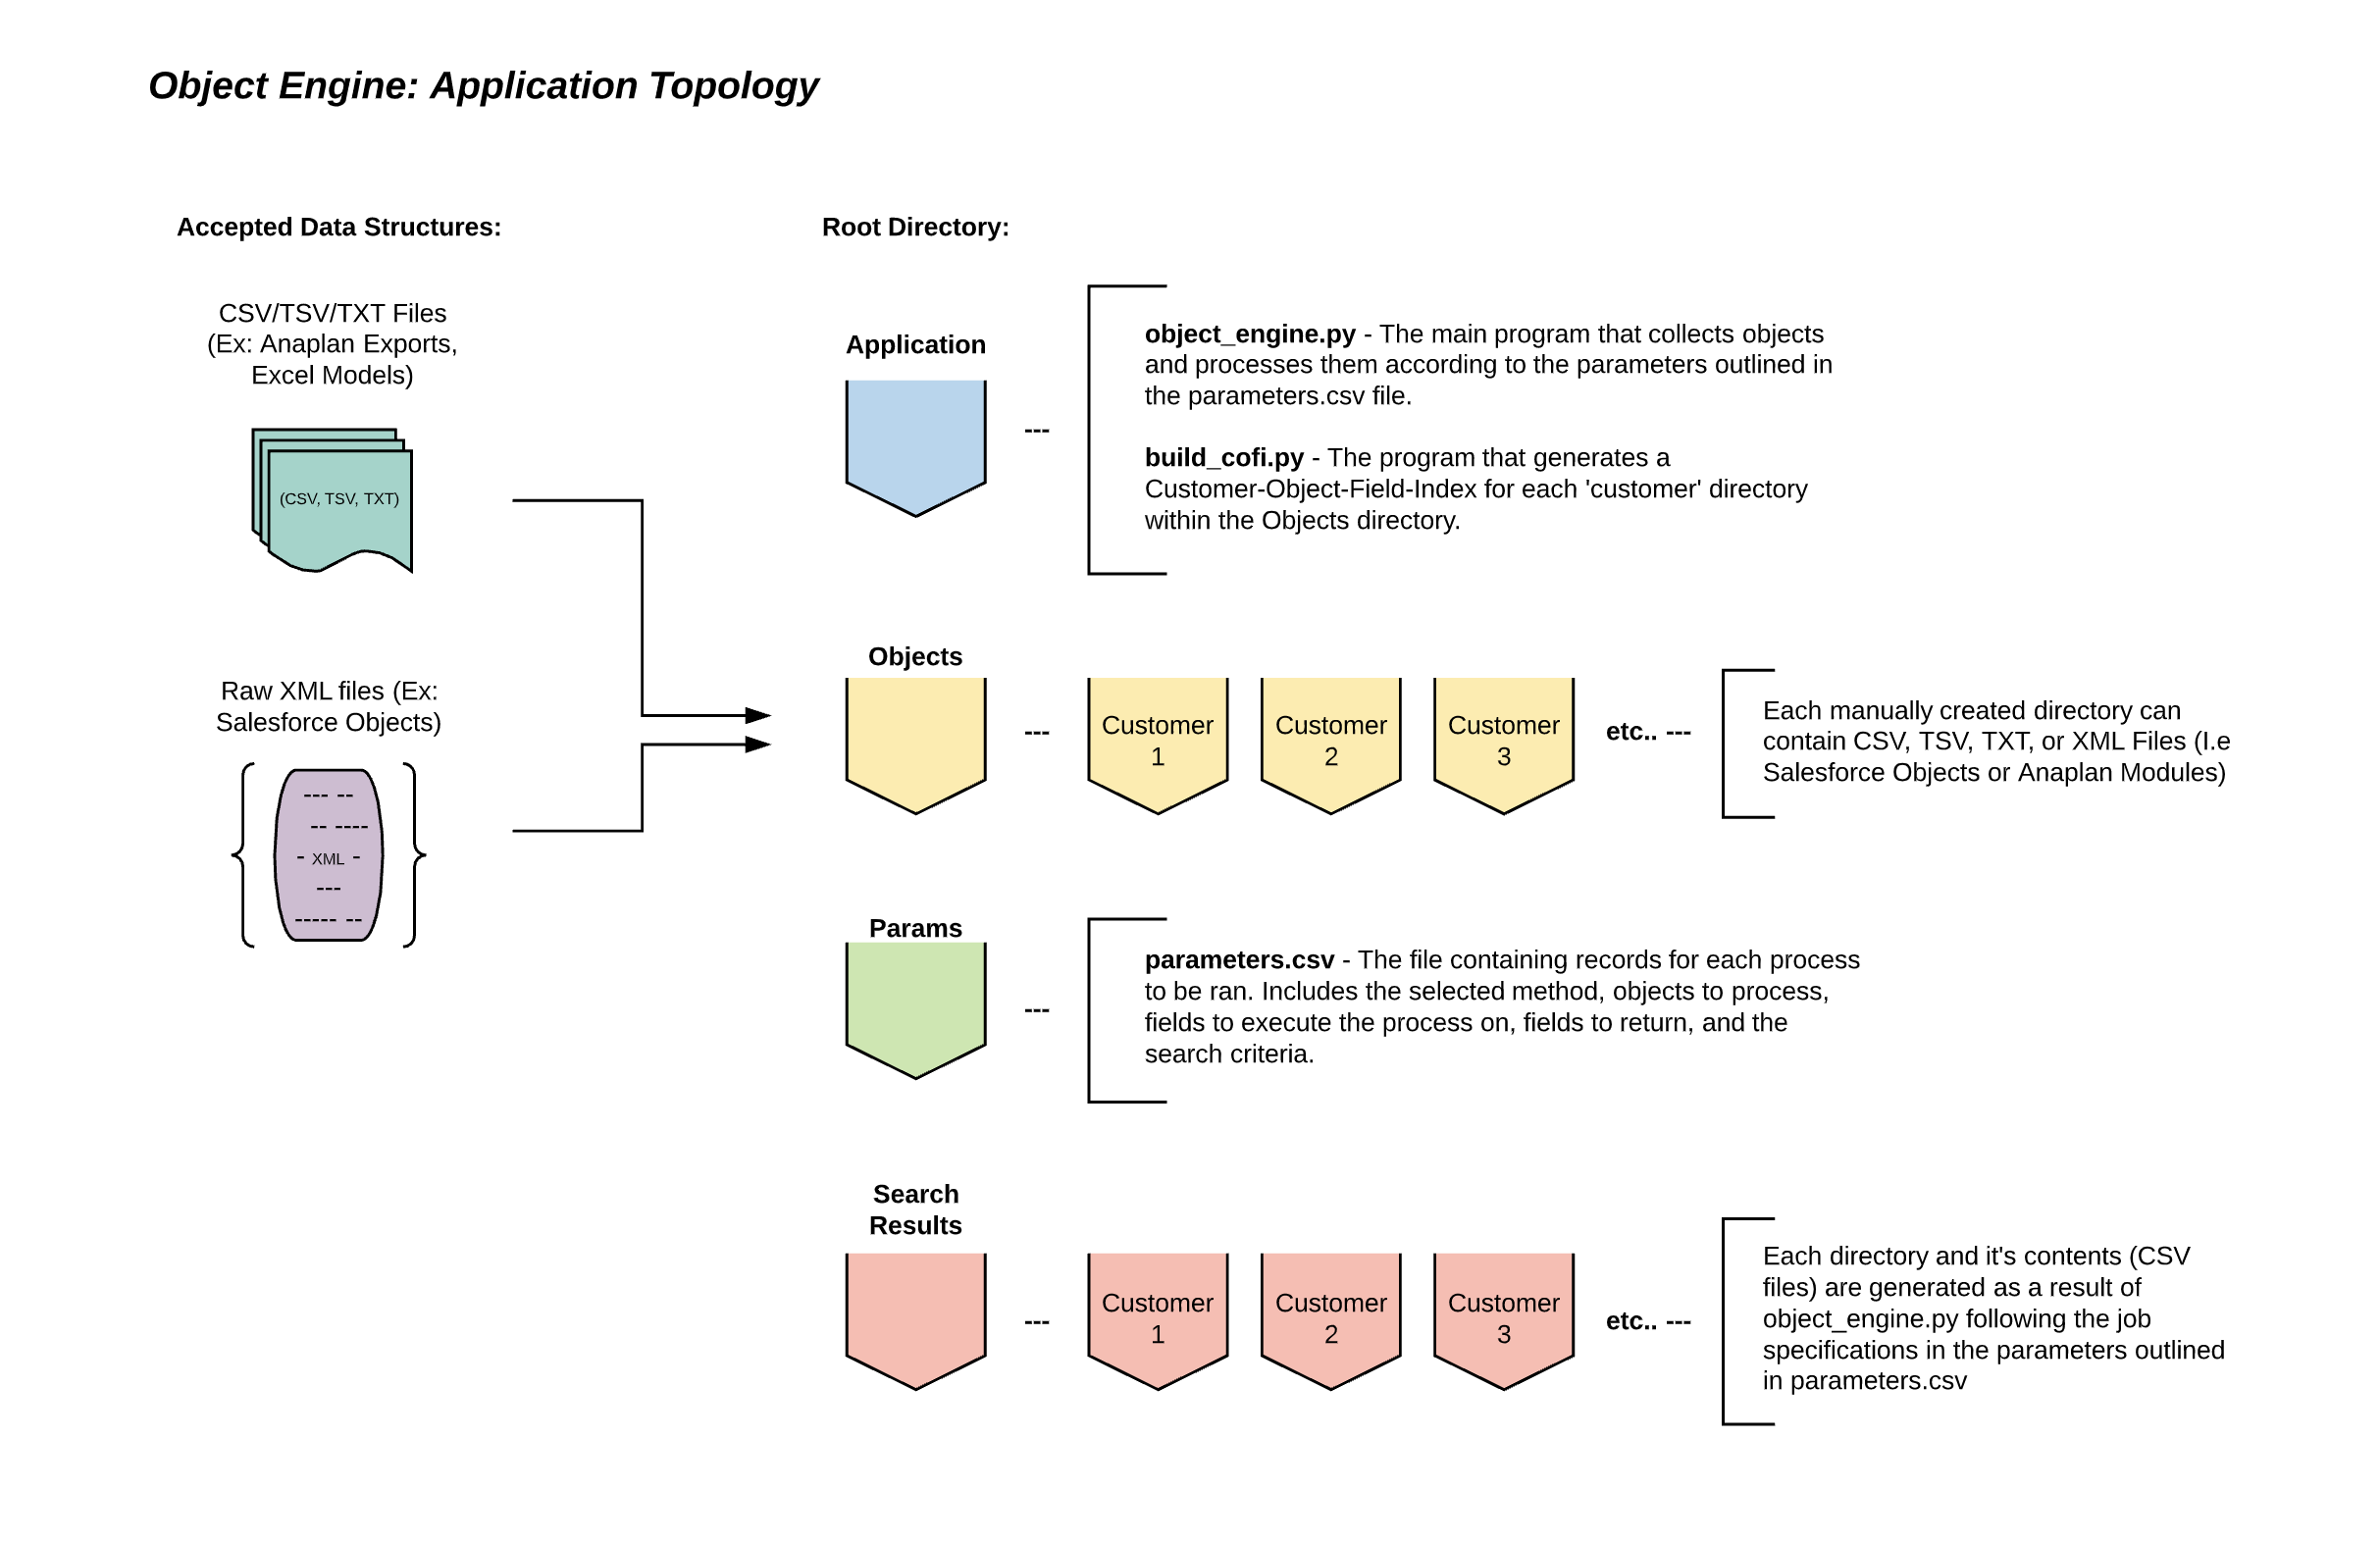 Object Engine: Application Topology
Accepted Data Structures:
CSV/TSV/TXT Files
(Ex: Anaplan Exports,
Excel Models)
(CSV, TSV, TXT)
Raw XML files (Ex:
Salesforce Objects)
--- --
-- ----
- XML -
---
----- --
Root Directory:
Application
---
object_engine.py - The main program that collects objects
and processes them according to the parameters outlined in
the parameters.csv file.
build_cofi.py - The program that generates a
Customer-Object-Field-Index for each 'customer' directory
within the Objects directory.
Objects
---
Customer
1
Customer
2
Customer
3
etc.. ---
Each manually created directory can
contain CSV, TSV, TXT, or XML Files (I.e
Salesforce Objects or Anaplan Modules)
Params
---
parameters.csv - The file containing records for each process
to be ran. Includes the selected method, objects to process,
fields to execute the process on, fields to return, and the
search criteria.
Search
Results
---
Customer
1
Customer
2
Customer
3
etc.. ---
Each directory and it's contents (CSV
files) are generated as a result of
object_engine.py following the job
specifications in the parameters outlined
in parameters.csv